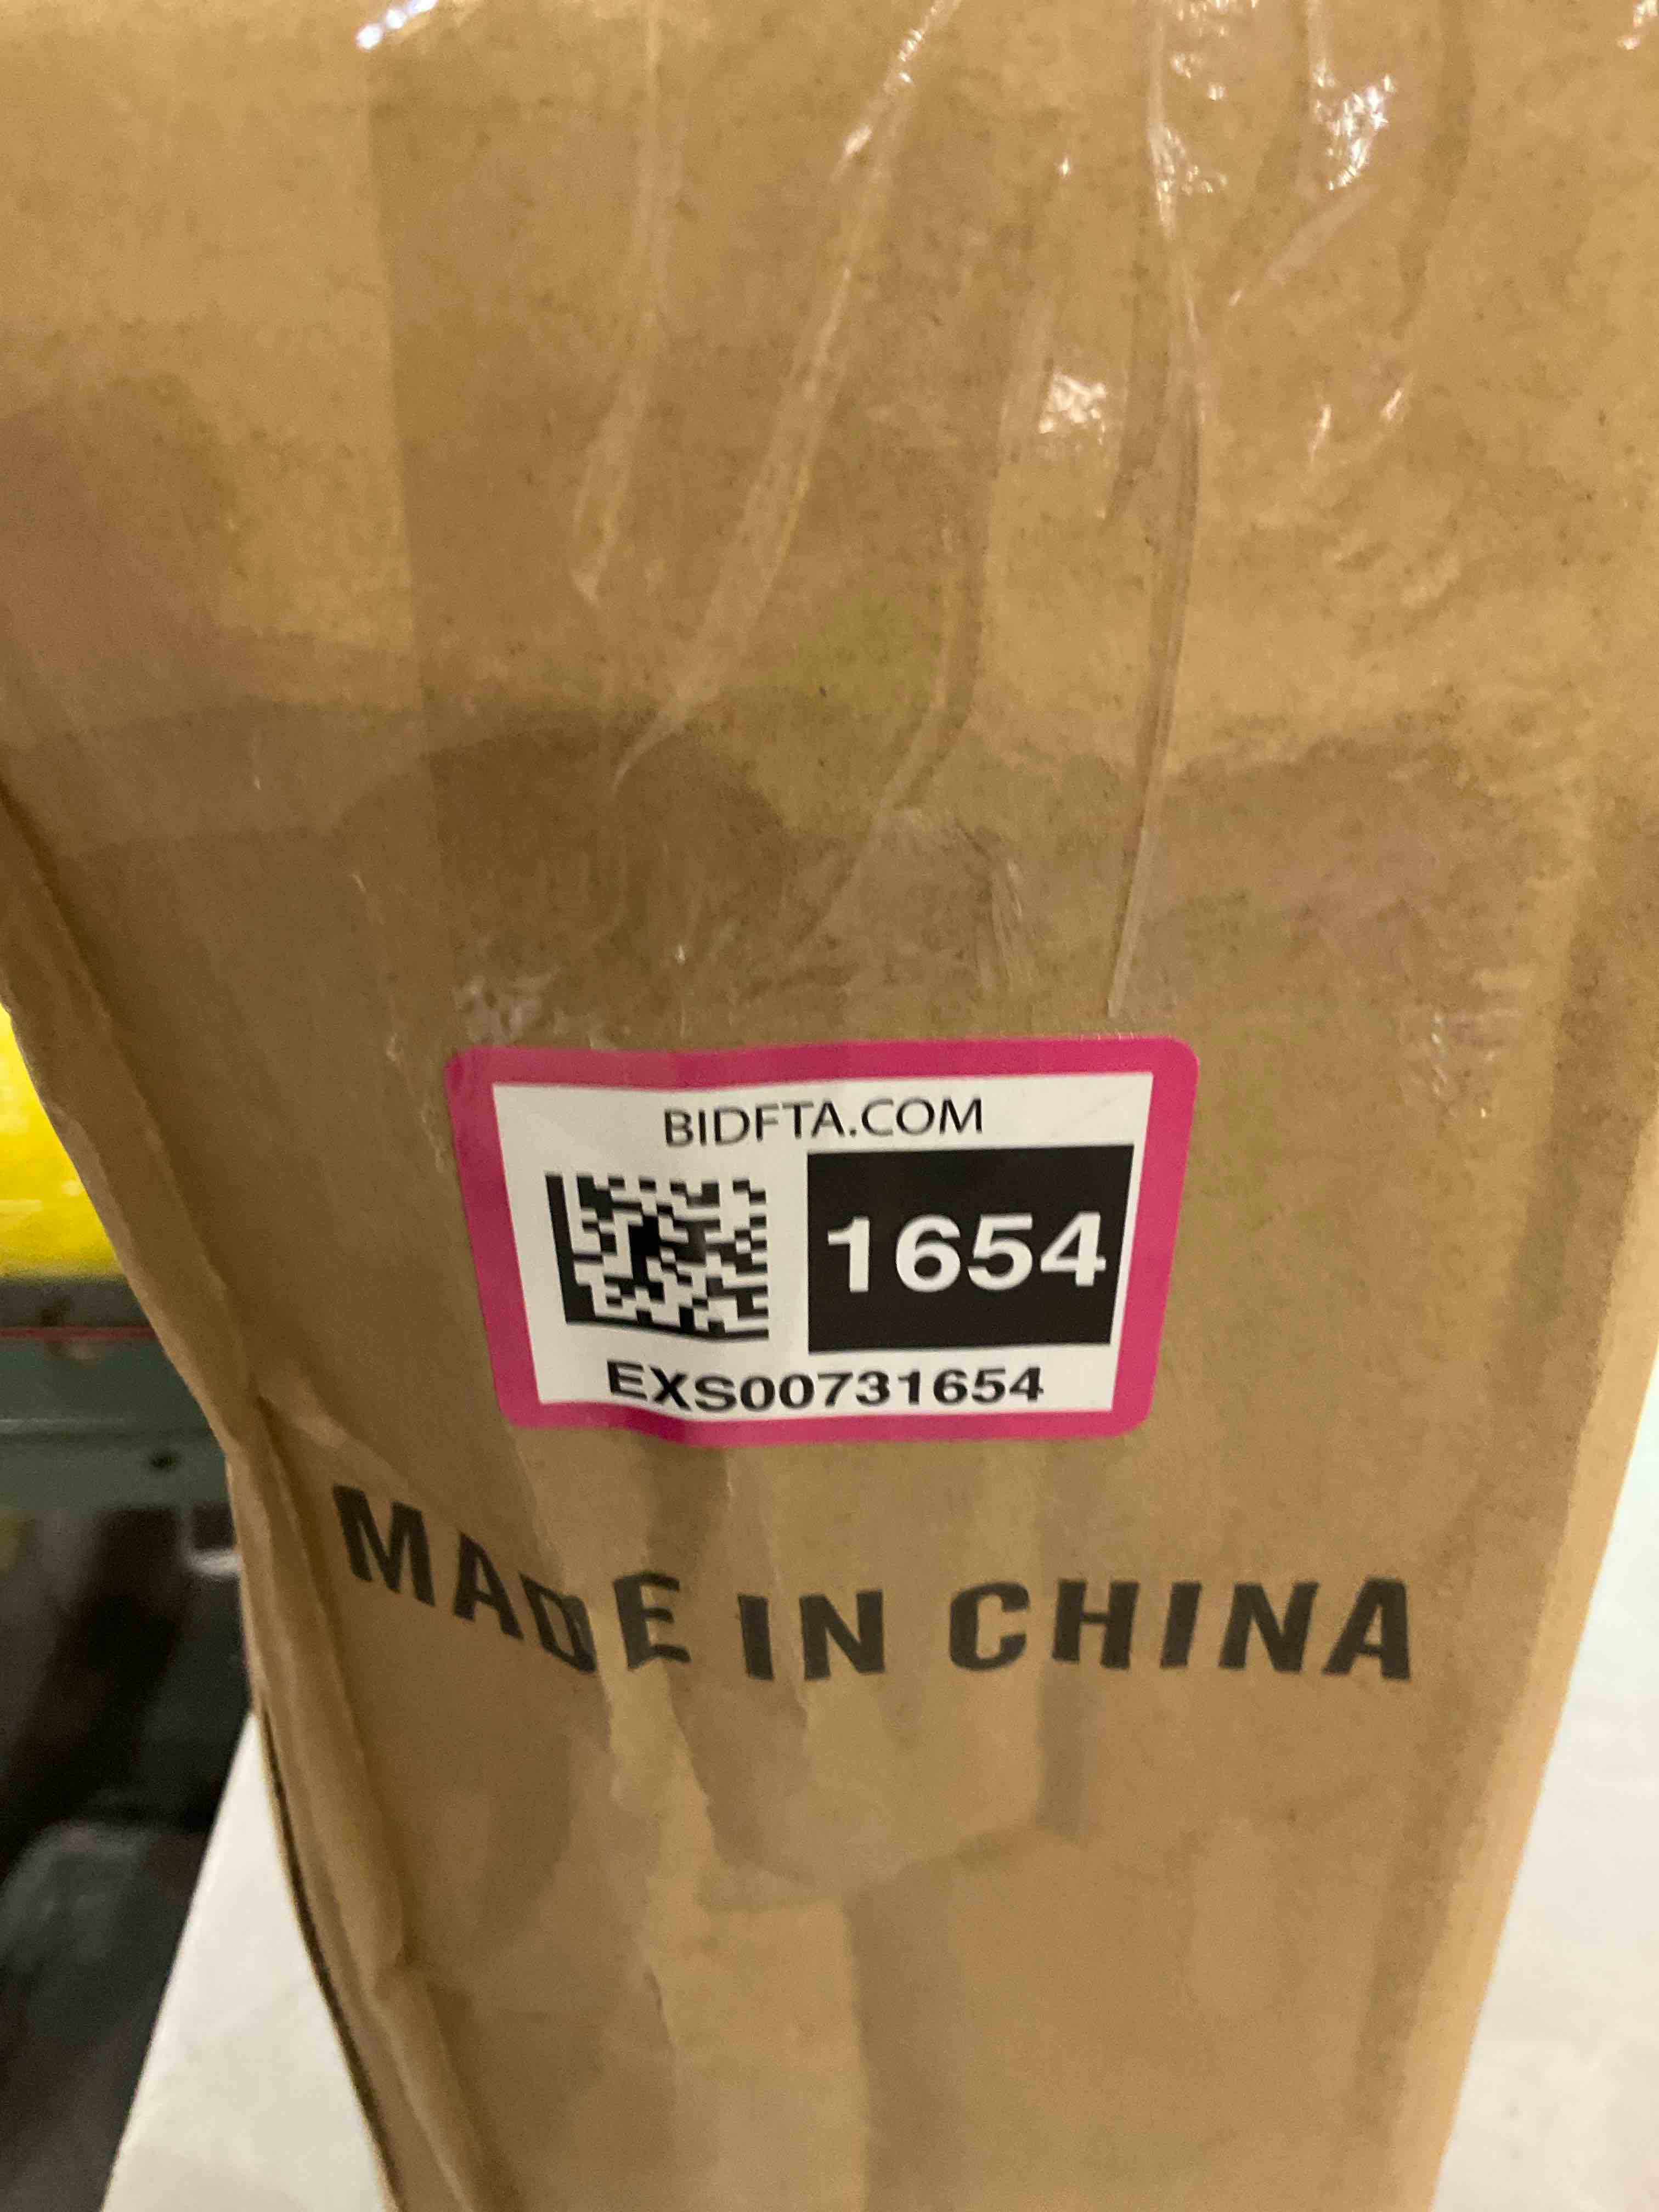 BIDFTA.COM
1654
EXS00731654
MADE IN CHINA